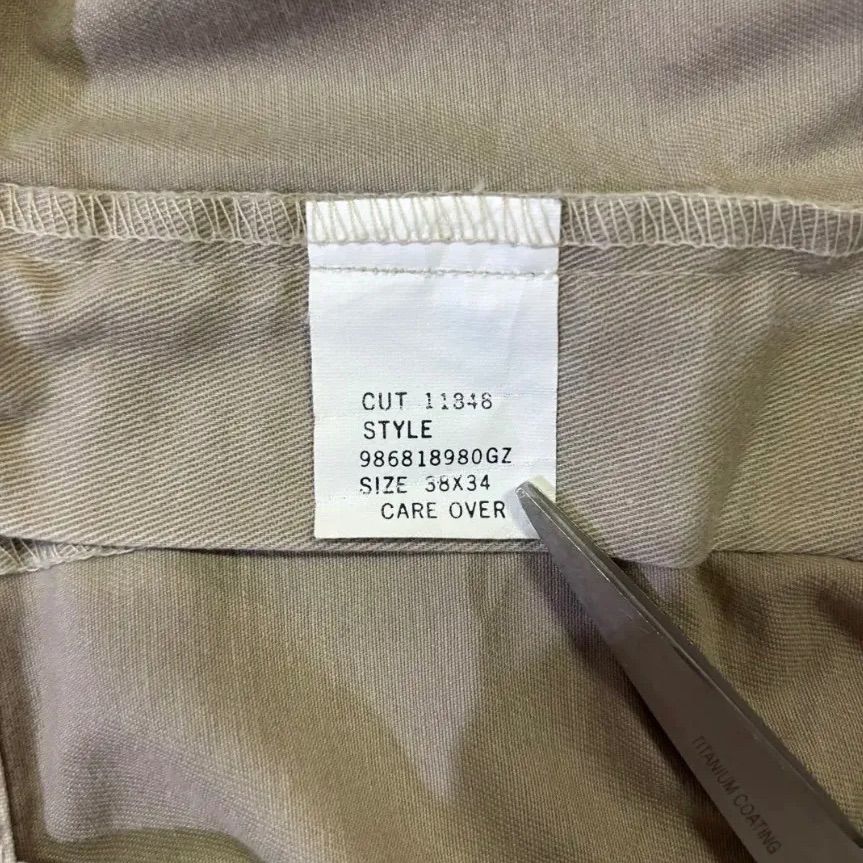 CUT 11348
STYLE
986818980GZ
SIZE 38X34
CARE OVER
TITANIUM COATING